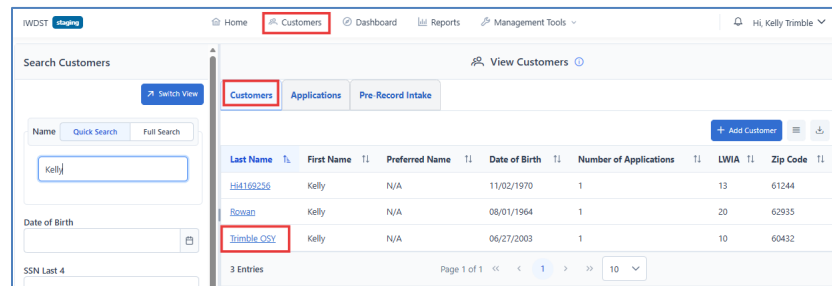 IWDST staging Home Customers Dashboard Reports Management Tools Hi, Kelly Trimble
Search Customers
View Customers
Switch View
Customers Applications Pre-Record Intake
Name Quick Search Full Search
+ Add Customer
Kelly
Last Name First Name Preferred Name Date of Birth Number of Applications LWIA Zip Code
Hi4169256 Kelly N/A 11/02/1970 1 13 61244
Rowan Kelly N/A 08/01/1964 1 20 62935
Date of Birth
Trimble OSY Kelly N/A 06/27/2003 1 10 60432
SSN Last 4
3 Entries Page 1 of 1 << < 1 > >> 10